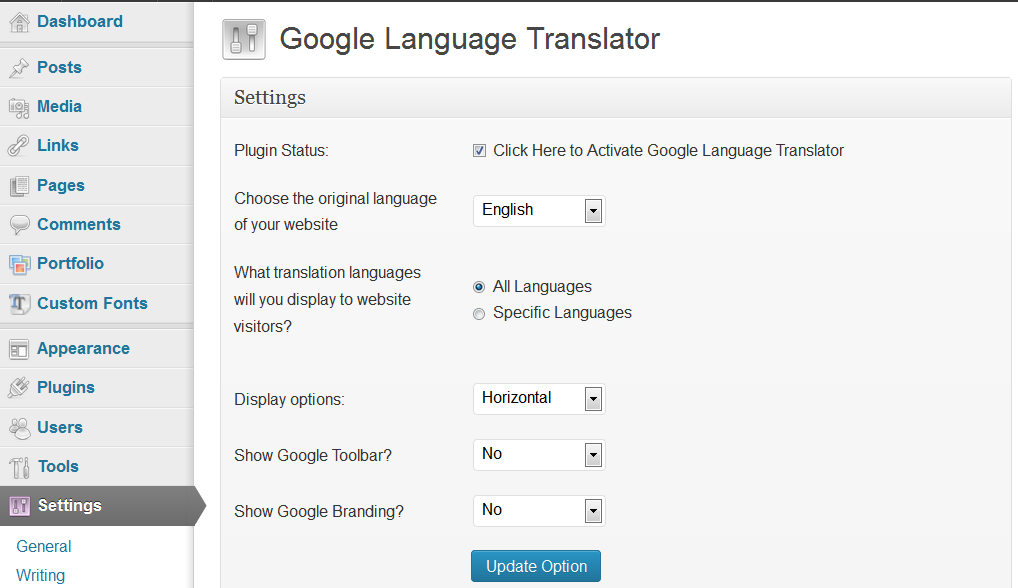 Dashboard
Posts
Media
Links
Pages
Comments
Portfolio
Custom Fonts
Appearance
Plugins
Users
Tools
Settings
General
Writing
Google Language Translator
Settings
Plugin Status:
Click Here to Activate Google Language Translator
Choose the original language
of your website
English
What translation languages
will you display to website
visitors?
All Languages
Specific Languages
Display options:
Horizontal
Show Google Toolbar?
No
Show Google Branding?
No
Update Option